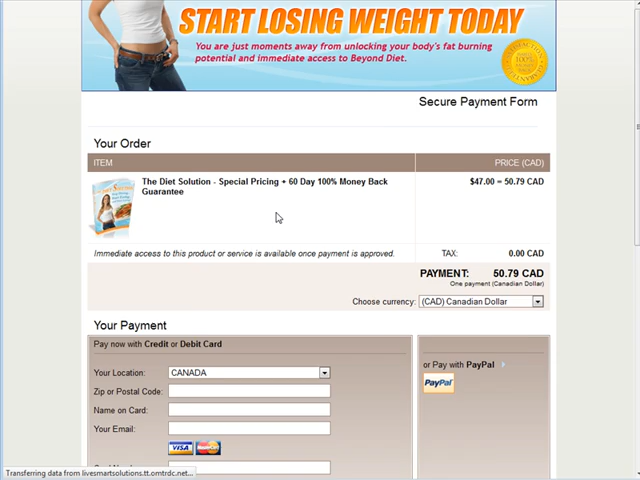 START LOSING WEIGHT TODAY
You are just moments away from unlocking your body's fat burning
potential and immediate access to Beyond Diet.
SATISFACTION
100%
GUARANTEE
Secure Payment Form
Your Order
ITEM PRICE (CAD)
The Diet Solution - Special Pricing + 60 Day 100% Money Back $47.00 = 50.79 CAD
Guarantee
Immediate access to this product or service is available once payment is approved. TAX: 0.00 CAD
PAYMENT: 50.79 CAD
One payment (Canadian Dollar)
Choose currency: (CAD) Canadian Dollar
Your Payment
Pay now with Credit or Debit Card
or Pay with PayPal
Your Location: CANADA
PayPal
Zip or Postal Code:
Name on Card:
Your Email:
VISA MasterCard
Transferring data from livesmartsolutions.tt.omtrdc.net...